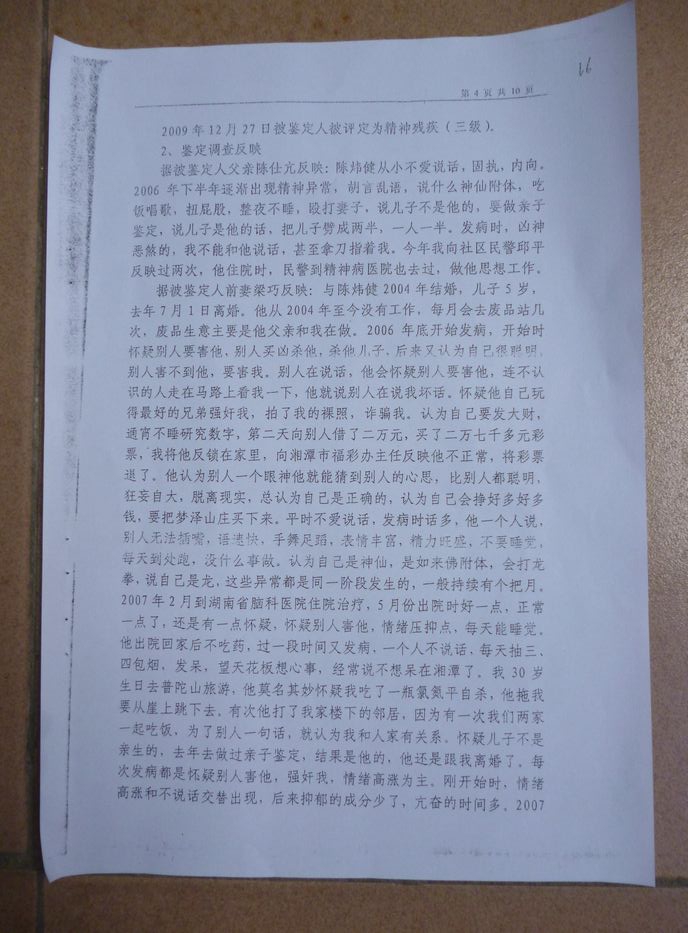 66
第 4 页 共 10 页
2009 年 12 月 27 日被鉴定人被评定为精神残疾（三级）。
2、鉴定调查反映
据被鉴定人父亲陈仕亢反映：陈炜健从小不爱说话，固执，内向。
2006 年下半年逐渐出现精神异常，胡言乱语，说什么神仙附体，吃
饭唱歌，扭屁股，整夜不睡，殴打妻子，说儿子不是他的，要做亲子
鉴定，说儿子是他的话，把儿子劈成两半，一人一半。发病时，凶神
恶煞的，我不能和他说话，甚至拿刀指着我。今年我向社区民警邱平
反映过两次，他住院时，民警到精神病医院也去过，做他思想工作。
据被鉴定人前妻梁巧反映：与陈炜健 2004 年结婚，儿子 5 岁，
去年 7 月 1 日离婚。他从 2004 年至今没有工作，每月会去废品站几
次，废品生意主要是他父亲和我在做。2006 年底开始发病，开始时
怀疑别人要害他，别人买凶杀他，杀他儿子，后来又认为自己很聪明，
别人害不到他，要害我。别人在说话，他会怀疑别人要害他，连不认
识的人走在马路上看我一下，他就说别人在说我坏话。怀疑他自己玩
得最好的兄弟强奸我，拍了我的裸照，诈骗我。认为自己要发大财，
通宵不睡研究数字，第二天向别人借了二万元，买了二万七千多元彩
票，我将他反锁在家里，向湘潭市福彩办主任反映他不正常，将彩票
退了。他认为别人一个眼神他就能猜到别人的心思，比别人都聪明，
狂妄自大，脱离现实，总认为自己是正确的，认为自己会挣好多好多
钱，要把梦泽山庄买下来。平时不爱说话，发病时话多，他一个人说，
别人无法插嘴，语速快，手舞足蹈，表情丰富，精力旺盛，不要睡觉，
每天到处跑，没什么事做。认为自己是神仙，是如来佛附体，会打龙
拳，说自己是龙，这些异常都是同一阶段发生的，一般持续有个把月。
2007 年 2 月到湖南省脑科医院住院治疗，5 月份出院时好一点，正常
一点了，还是有一点怀疑，怀疑别人害他，情绪压抑点，每天能睡觉。
他出院回家后不吃药，过一段时间又发病，一个人不说话，每天抽三、
四包烟，发呆，望天花板想心事，经常说不想呆在湘潭了。我 30 岁
生日去普陀山旅游，他莫名其妙怀疑我吃了一瓶氯氮平自杀，他拖我
要从崖上跳下去。有次他打了我家楼下的邻居，因为有一次我们两家
一起吃饭，为了别人一句话，就认为我和人家有关系。怀疑儿子不是
亲生的，去年去做过亲子鉴定，结果是他的，他还是跟我离婚了。每
次发病都是怀疑别人害他，强奸我，情绪高涨为主。刚开始时，情绪
高涨和不说话交替出现，后来抑郁的成分少了，亢奋的时间多。2007